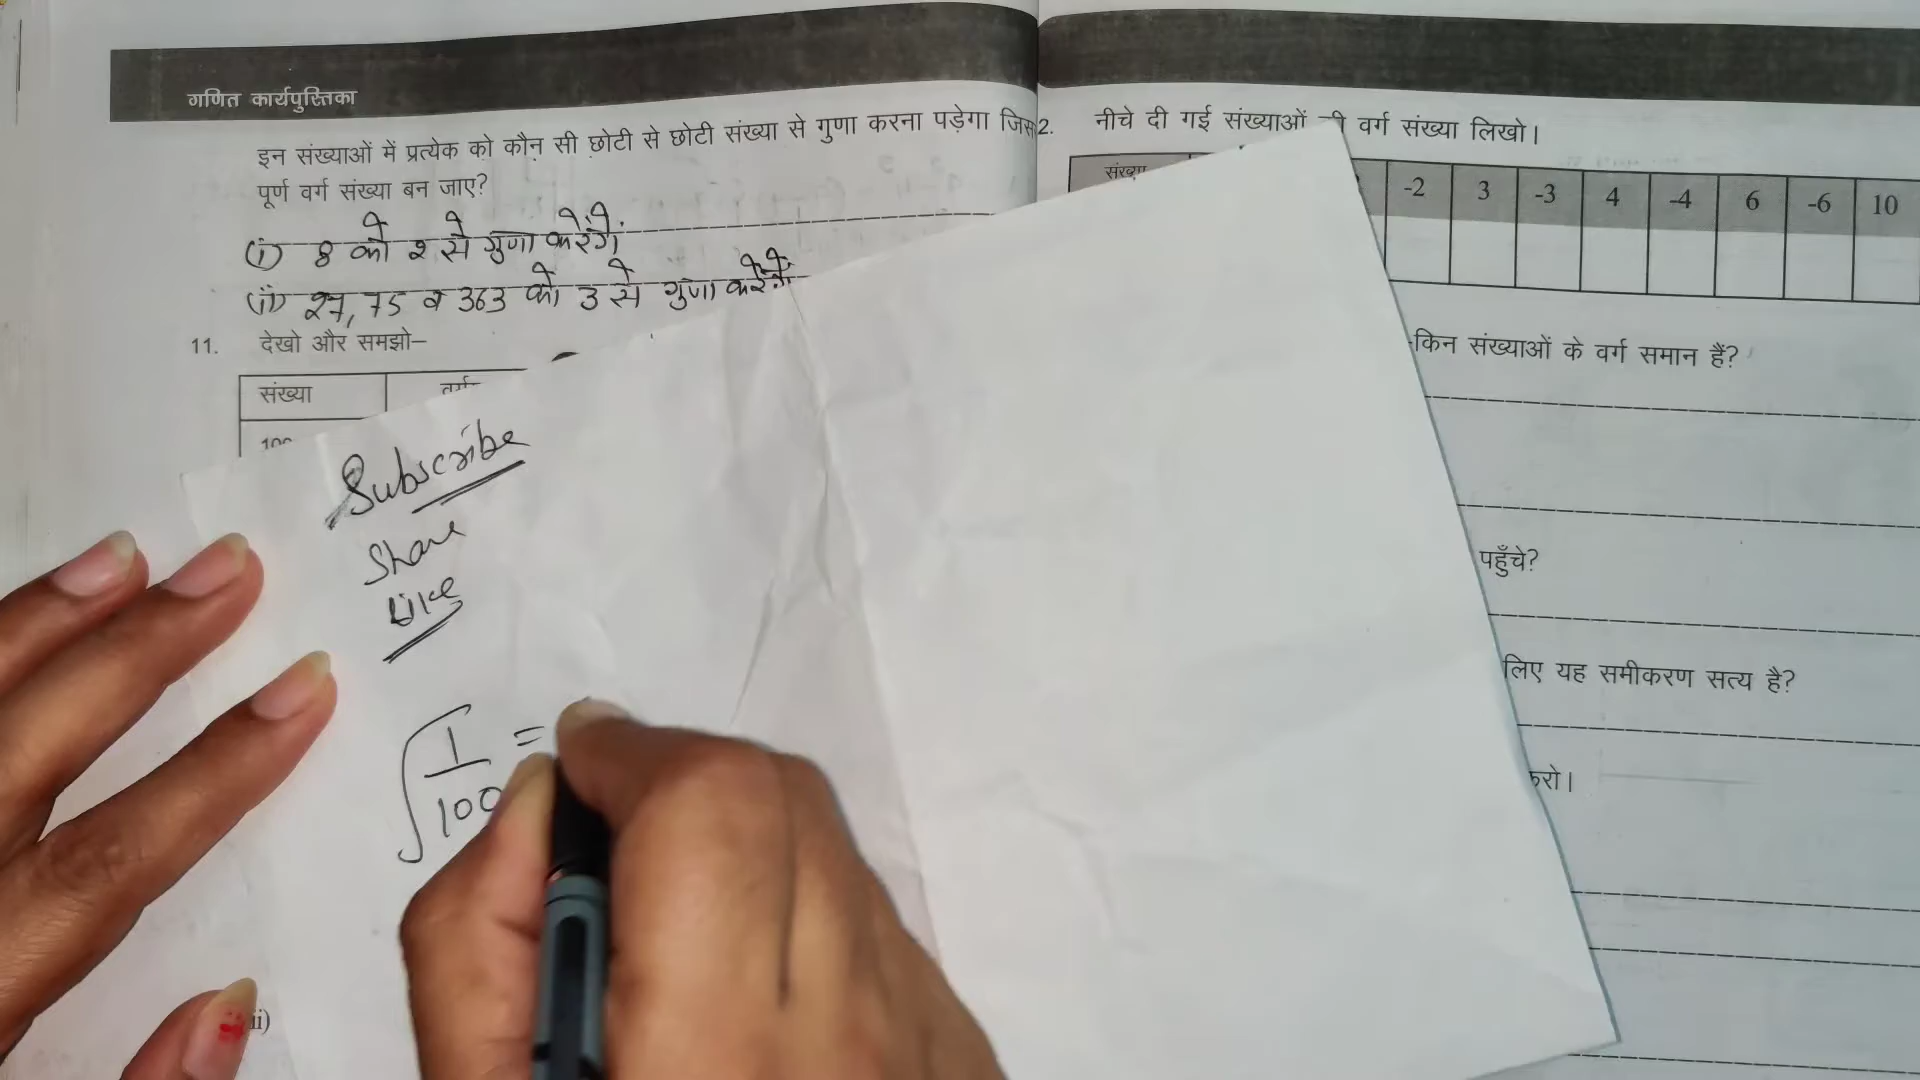 गणित कार्यपुस्तिका
इन संख्याओं में प्रत्येक को कौन सी छोटी से छोटी संख्या से गुणा करना पड़ेगा जिस
पूर्ण वर्ग संख्या बन जाए?
(i) 8 को 2 से गुणा करेंगे।
(ii) 27, 75 व 363 को 3 से गुणा करेंगे।
11. देखो और समझो–
संख्या
Subscribe
Share
Like
√1/100 =
ii)
2. नीचे दी गई संख्याओं वर्ग संख्या लिखो।
संख्या -2 3 -3 4 -4 6 -6 10
किन संख्याओं के वर्ग समान हैं?
पहुँचे?
लिए यह समीकरण सत्य है?